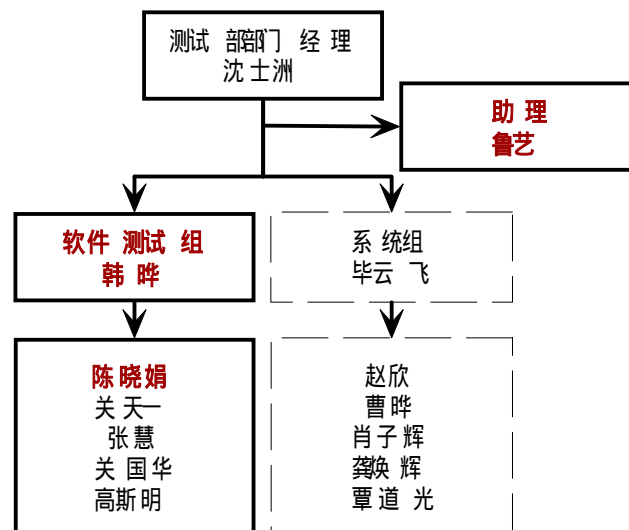 测试部部门经理
沈士洲
助理
鲁艺
软件测试组
韩晔
系统组
毕云飞
陈晓娟
关天一
张慧
关国华
高斯明
赵欣
曹晔
肖子辉
龚焕辉
覃道光